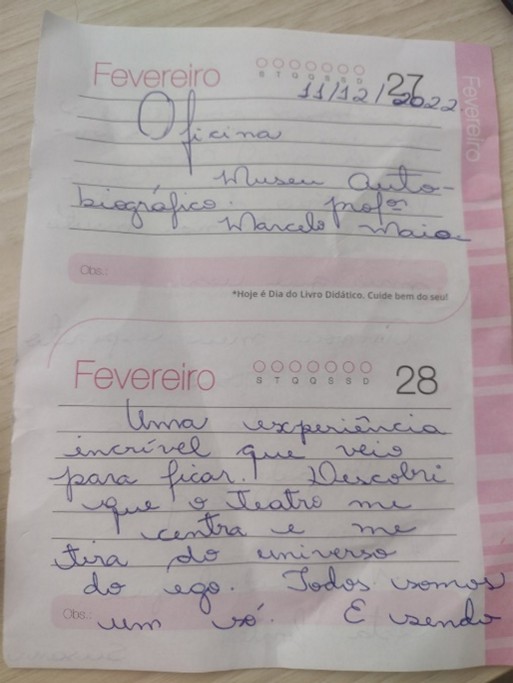 Fevereiro
S T Q Q S S D
27
11/12/2022
Oficina
Museu auto-
biográfico. profº
Marcelo Maia
Obs.:
*Hoje é Dia do Livro Didático. Cuide bem do seu!
Fevereiro
Fevereiro
S T Q Q S S D
28
Uma experiência
incrível que veio
para ficar. Descobri
que o teatro me
centra e me
tira do universo
do ego. Todos somos
Obs.: um só. E sendo